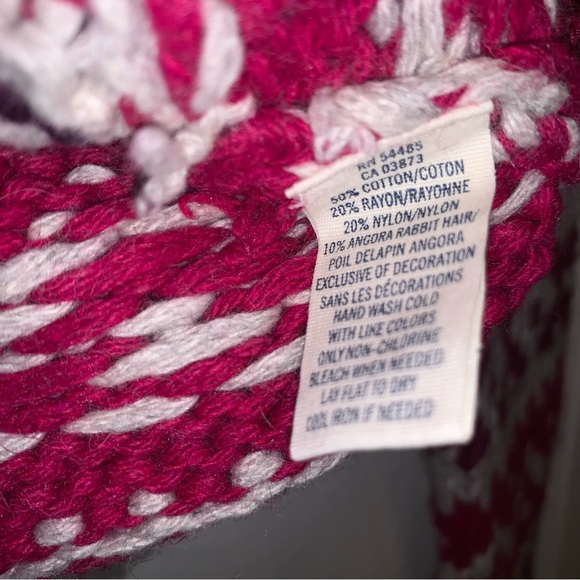 RN 54485
CA 03873
50% COTTON/COTON
20% RAYON/RAYONNE
20% NYLON/NYLON
10% ANGORA RABBIT HAIR/
POIL DELAPIN ANGORA
EXCLUSIVE OF DECORATION
SANS LES DÉCORATIONS
HAND WASH COLD
WITH LIKE COLORS
ONLY NON-CHLORINE
BLEACH WHEN NEEDED
LAY FLAT TO DRY
COOL IRON IF NEEDED